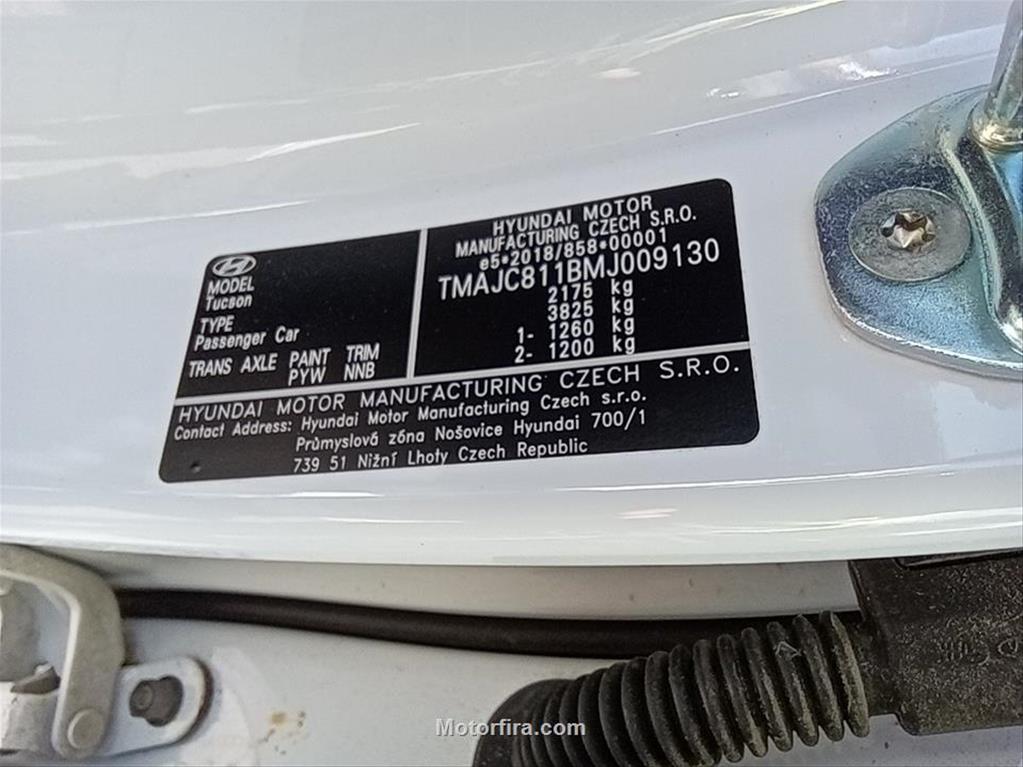 MODEL
Tucson
TYPE
Passenger Car
TRANS AXLE PAINT TRIM
PYW NNB
HYUNDAI MOTOR
MANUFACTURING CZECH S.R.O.
e5*2018/858*00001
TMAJC811BMJ009130
2175 kg
3825 kg
1- 1260 kg
2- 1200 kg
HYUNDAI MOTOR MANUFACTURING CZECH S.R.O.
Contact Address: Hyundai Motor Manufacturing Czech s.r.o.
Průmyslová zóna Nošovice Hyundai 700/1
739 51 Nižní Lhoty Czech Republic
Motorfira.com